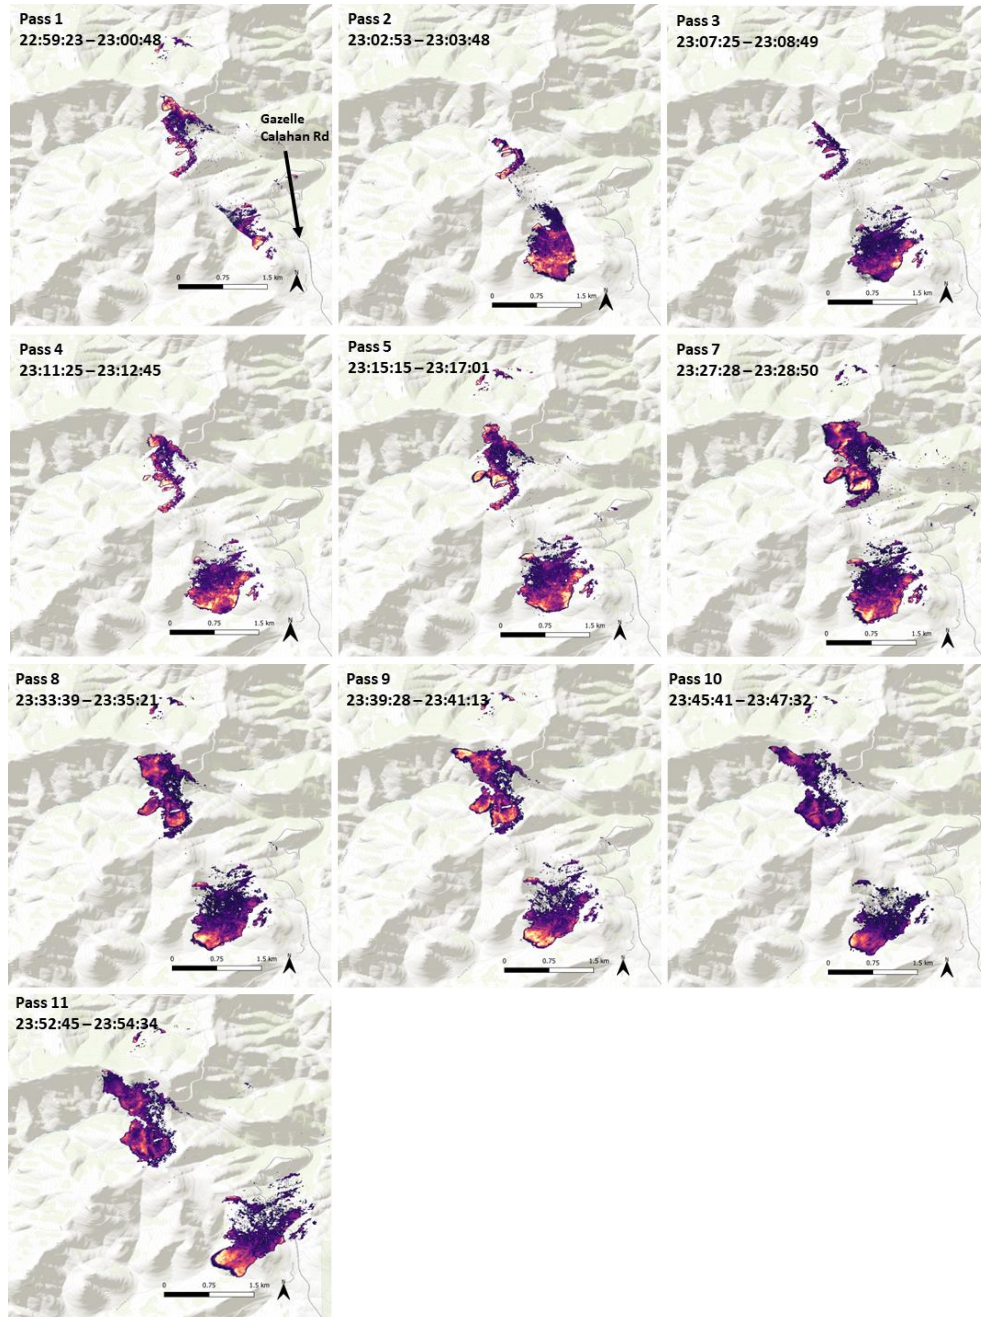 Pass 1
22:59:23 – 23:00:48
Gazelle
Calahan Rd
0 0.75 1.5 km
N
Pass 2
23:02:53 – 23:03:48
0 0.75 1.5 km
N
Pass 3
23:07:25 – 23:08:49
0 0.75 1.5 km
N
Pass 4
23:11:25 – 23:12:45
0 0.75 1.5 km
N
Pass 5
23:15:15 – 23:17:01
0 0.75 1.5 km
N
Pass 7
23:27:28 – 23:28:50
0 0.75 1.5 km
N
Pass 8
23:33:39 – 23:35:21
0 0.75 1.5 km
N
Pass 9
23:39:28 – 23:41:13
0 0.75 1.5 km
N
Pass 10
23:45:41 – 23:47:32
0 0.75 1.5 km
N
Pass 11
23:52:45 – 23:54:34
0 0.75 1.5 km
N